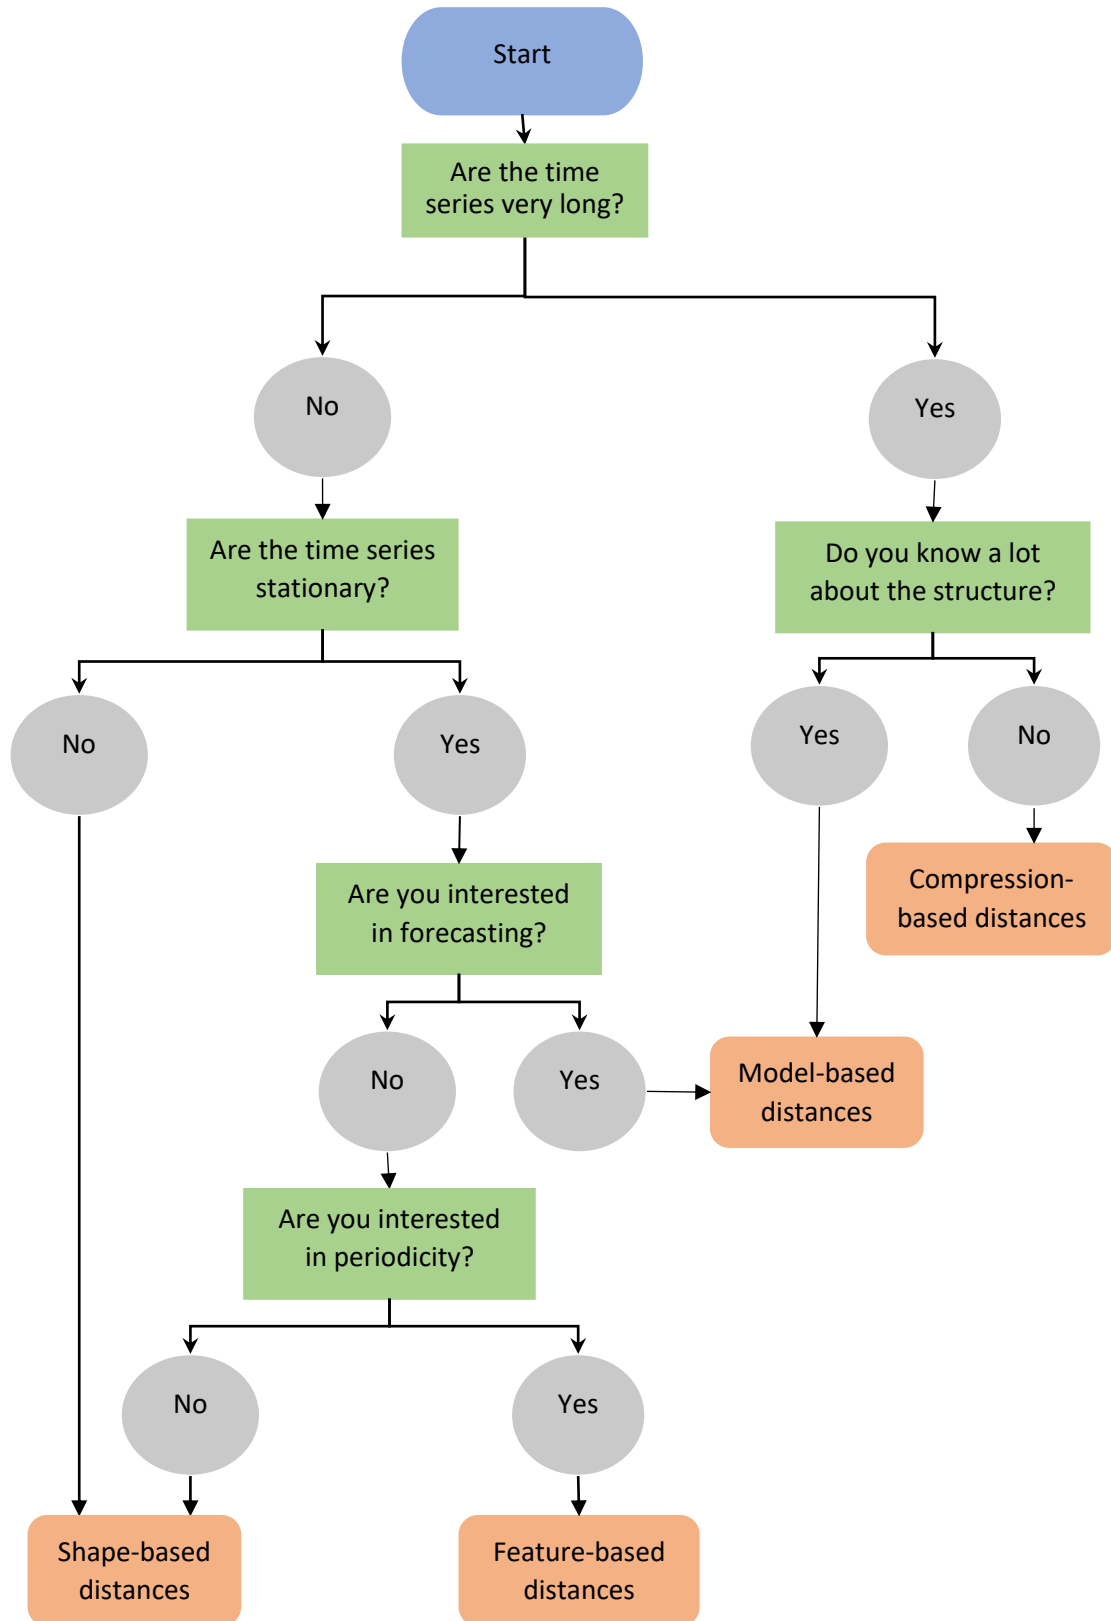 Start
Are the time
series very long?
No
Yes
Are the time series
stationary?
Do you know a lot
about the structure?
No
Yes
Yes
No
Are you interested
in forecasting?
Compression-
based distances
No
Yes
Model-based
distances
Are you interested
in periodicity?
No
Yes
Shape-based
distances
Feature-based
distances